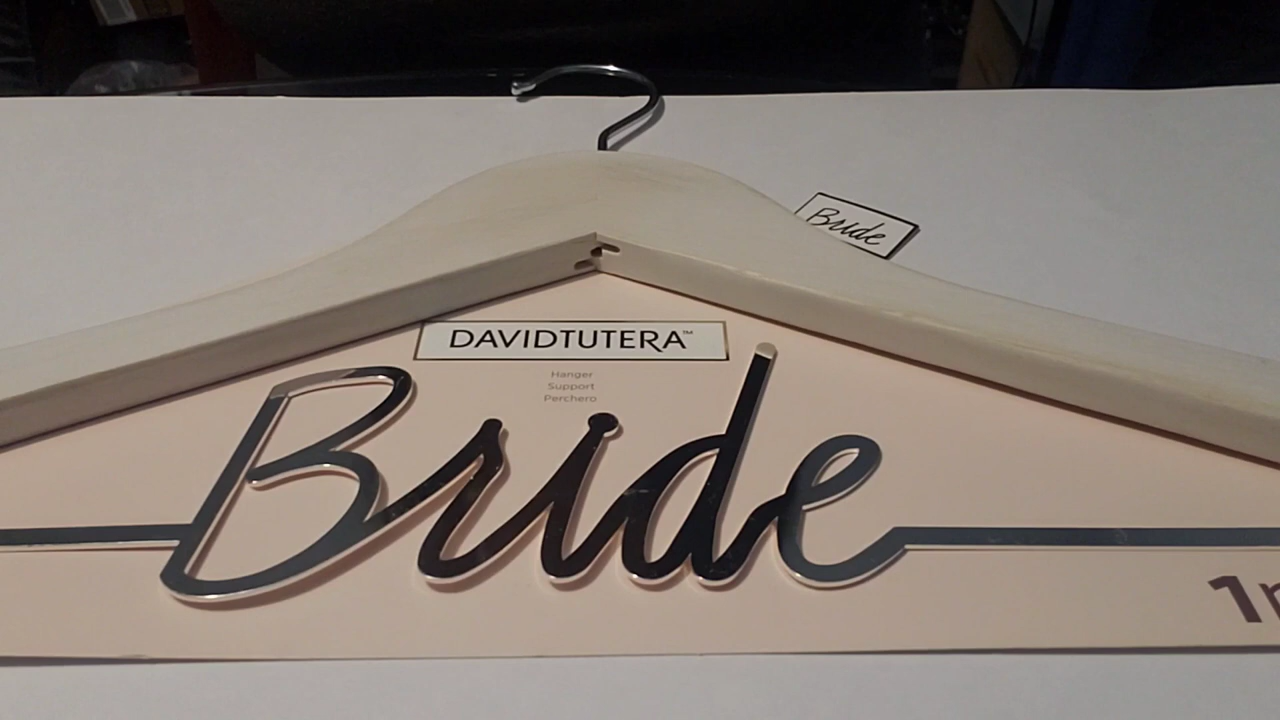 Bride
DAVIDTUTERA™
Hanger
Support
Perchero
Bride